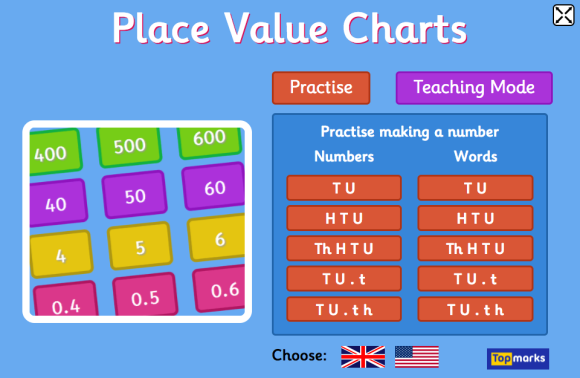 Place Value Charts
Practise
Teaching Mode
400 500 600
40 50 60
4 5 6
0.4 0.5 0.6
Practise making a number
Numbers Words
T U T U
H T U H T U
Th H T U Th H T U
T U . t T U . t
T U . t h T U . t h
Choose:
Topmarks